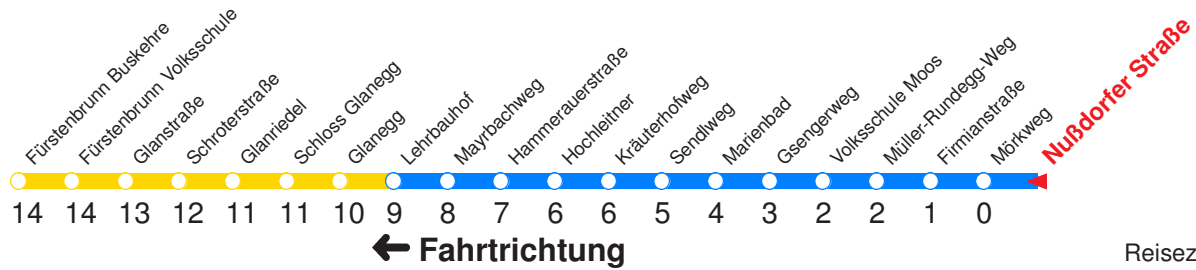 Fürstenbrunn Buskehre
Fürstenbrunn Volksschule
Glanstraße
Schroterstraße
Glanriedel
Schloss Glanegg
Glanegg
Lehrbauhof
Mayrbachweg
Hammerauerstraße
Hochleitner
Kräuterhofweg
Sendlweg
Marienbad
Gsengerweg
Volksschule Moos
Müller-Rundegg-Weg
Firmianstraße
Mörkweg
Nußdorfer Straße
14 14 13 12 11 11 10 9 8 7 6 6 5 4 3 2 2 1 0
Fahrtrichtung
Reisez